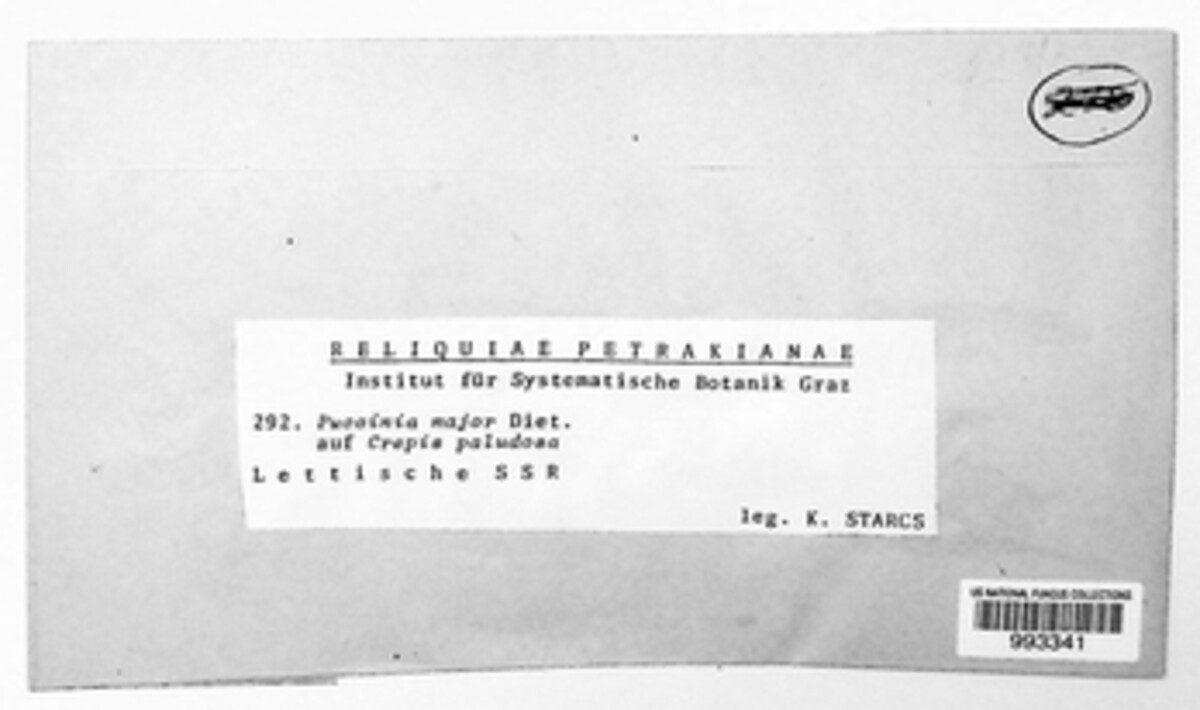 RELIQUIAE PETRAKIANAE
Institut für Systematische Botanik Graz
292. Puccinia major Diet.
auf Crepis paludosa
Lettische SSR
leg. K. STARCS
US NATIONAL FUNGUS COLLECTIONS
993341